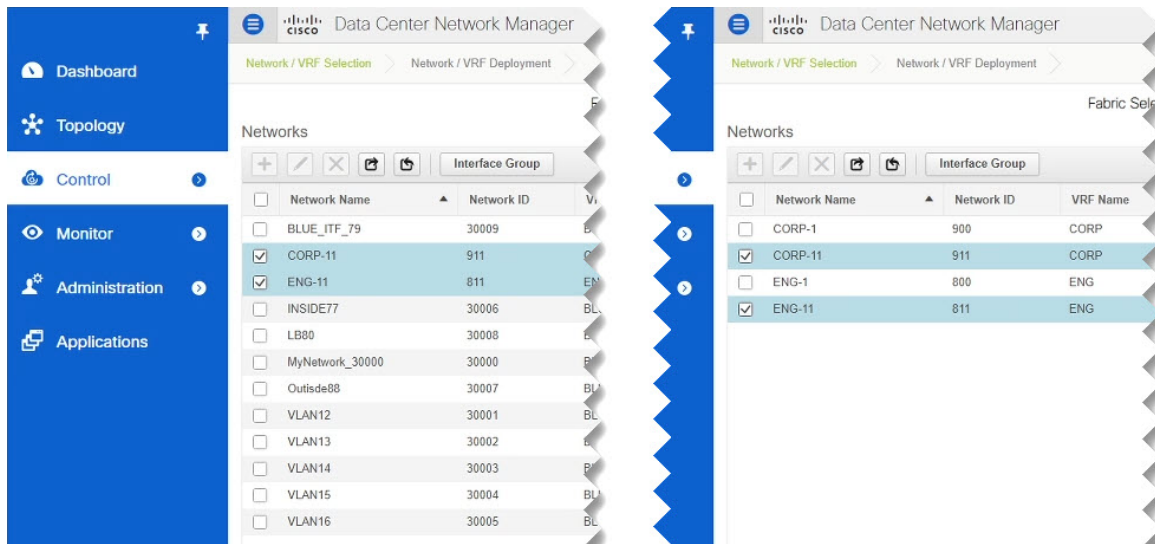 cisco Data Center Network Manager
Network / VRF Selection Network / VRF Deployment
Dashboard
Topology
Control
Monitor
Administration
Applications
Networks
Interface Group
Network Name Network ID
BLUE_ITF_79 30009
CORP-11 911
ENG-11 811
INSIDE77 30006
LB80 30008
MyNetwork_30000 30000
Outisde88 30007
VLAN12 30001
VLAN13 30002
VLAN14 30003
VLAN15 30004
VLAN16 30005
cisco Data Center Network Manager
Network / VRF Selection Network / VRF Deployment
Fabric
Networks
Interface Group
Network Name Network ID VRF Name
CORP-1 900 CORP
CORP-11 911 CORP
ENG-1 800 ENG
ENG-11 811 ENG